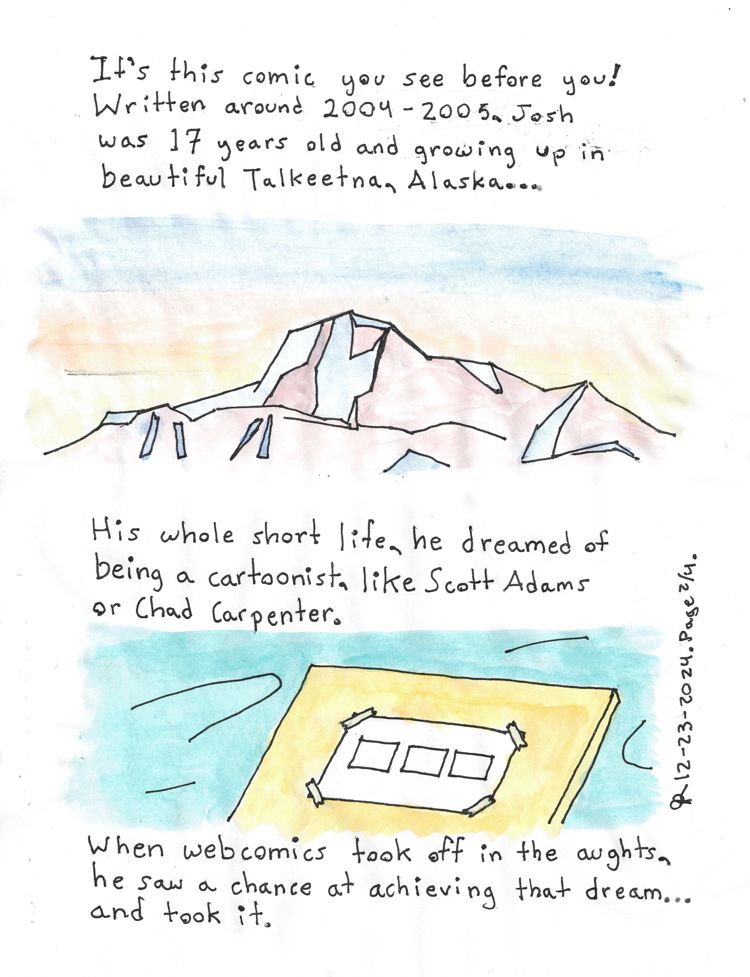 It's this comic you see before you!
Written around 2004-2005, Josh
was 17 years old and growing up in
beautiful Talkeetna, Alaska...
His whole short life, he dreamed of
being a cartoonist, like Scott Adams
or Chad Carpenter.
12-23-2024. Page 2/4.
When webcomics took off in the aughts,
he saw a chance at achieving that dream...
and took it.